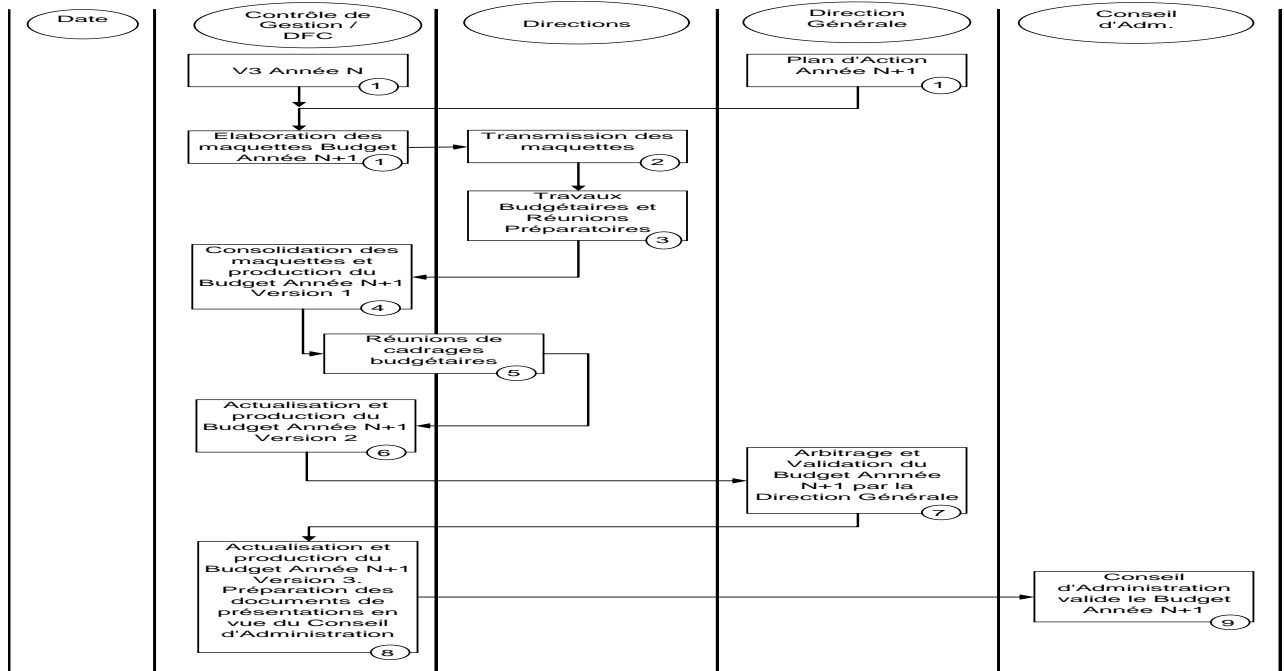 Date
Contrôle de
Gestion /
DFC
Directions
Direction
Générale
Conseil
d'Adm.
V3 Année N
1
Plan d'Action
Année N+1
1
Elaboration des
maquettes Budget
Année N+1
1
Transmission des
maquettes
2
Travaux
Budgétaires et
Réunions
Préparatoires
3
Consolidation des
maquettes et
production du
Budget Année N+1
Version 1
4
Réunions de
cadrages
budgétaires
5
Actualisation et
production du
Budget Année N+1
Version 2
6
Arbitrage et
Validation du
Budget Annnée
N+1 par la
Direction Générale
7
Actualisation et
production du
Budget Année N+1
Version 3.
Préparation des
documents de
présentations en
vue du Conseil
d'Administration
8
Conseil
d'Administration
valide le Budget
Année N+1
9